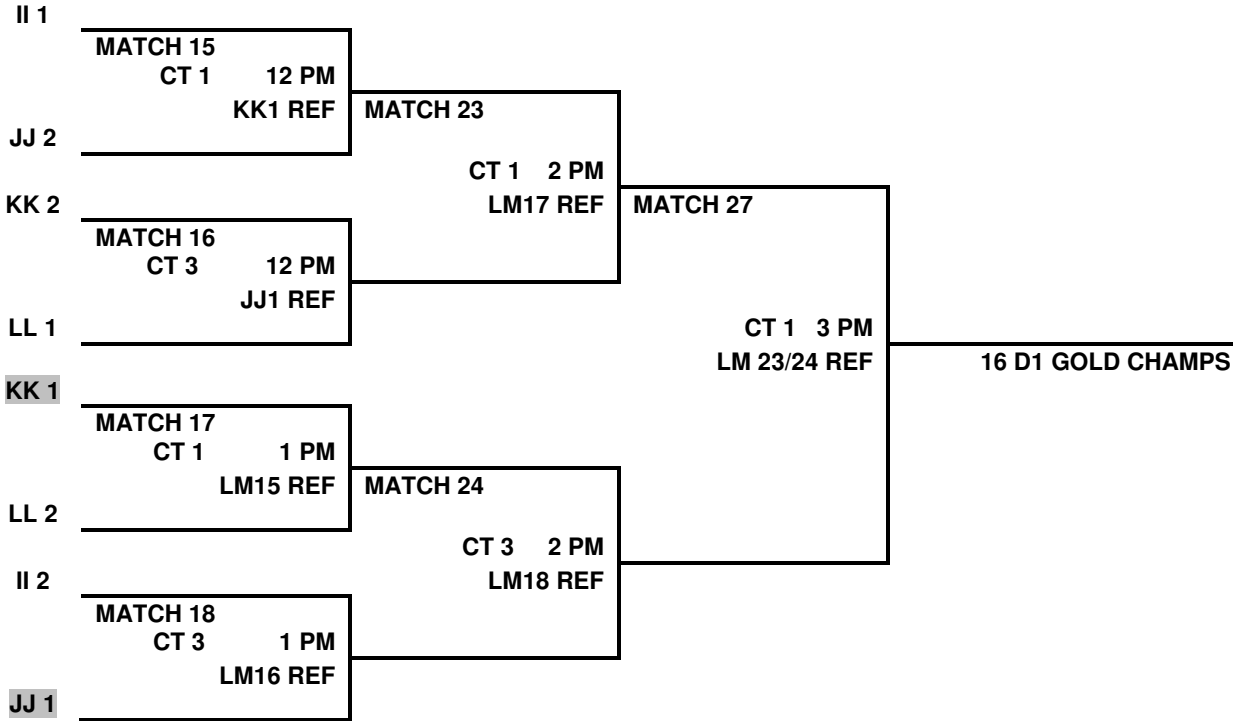 II 1
MATCH 15
CT 1 12 PM
KK1 REF
MATCH 23
JJ 2
CT 1 2 PM
KK 2
LM17 REF
MATCH 27
MATCH 16
CT 3 12 PM
JJ1 REF
LL 1
CT 1 3 PM
LM 23/24 REF
16 D1 GOLD CHAMPS
KK 1
MATCH 17
CT 1 1 PM
LM15 REF
MATCH 24
LL 2
CT 3 2 PM
II 2
LM18 REF
MATCH 18
CT 3 1 PM
LM16 REF
JJ 1